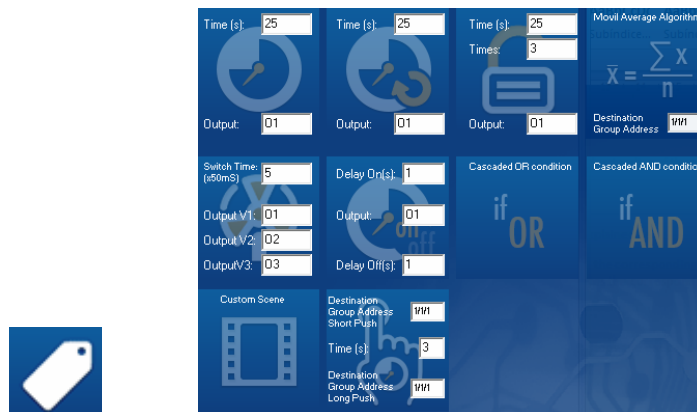 Time (s): 25
Output: 01
Time (s): 25
Output: 01
Time (s): 25
Times: 3
Output: 01
Movil Average Algorithm
x̄ = ∑ x / n
Destination
Group Address 1/1/1
Switch Time: 5
(x50mS)
Output V1: 01
Output V2: 02
OutputV3: 03
Delay On(s): 1
Output: 01
on
off
Delay Off(s): 1
Cascaded OR condition
if
OR
Cascaded AND conditio
if
AND
Custom Scene
Destination
Group Address 1/1/1
Short Push
Time (s): 3
Destination
Group Address 1/1/1
Long Push